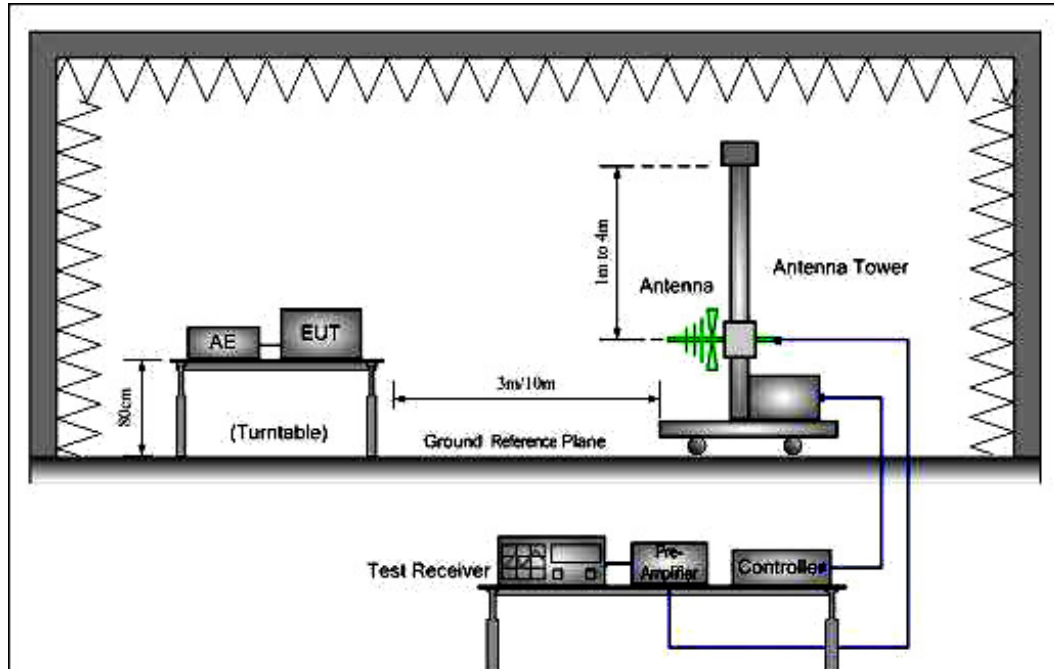 1m to 4m
Antenna
Antenna Tower
AE
EUT
80cm
3m/10m
(Turntable)
Ground Reference Plane
Test Receiver
Pre-
Amplifier
Controller